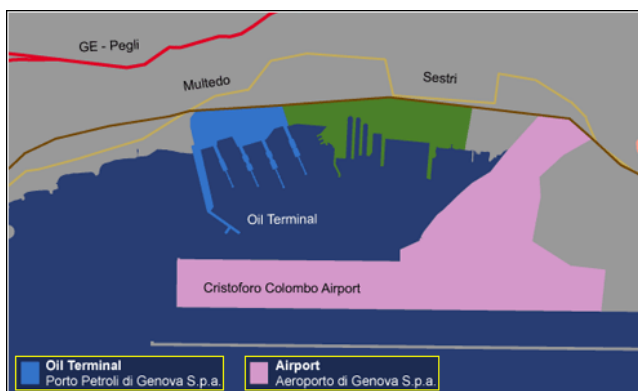 GE - Pegli
Multedo
Sestri
Oil Terminal
Cristoforo Colombo Airport
Oil Terminal
Porto Petroli di Genova S.p.a.
Airport
Aeroporto di Genova S.p.a.